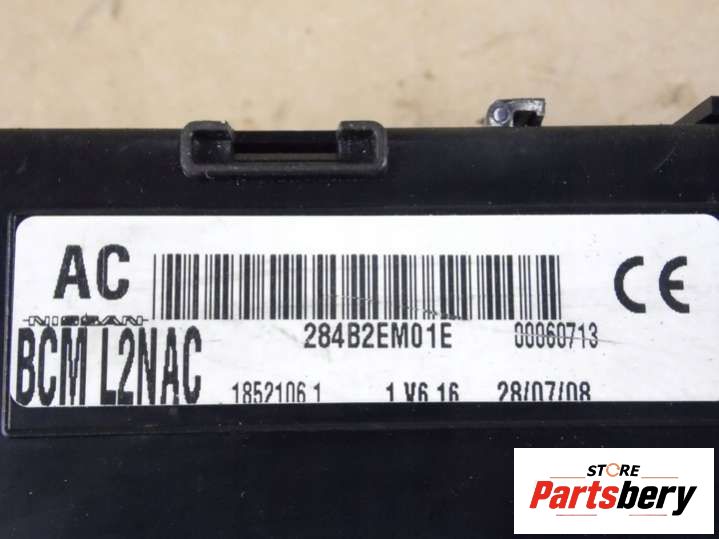 AC
NISSAN
BCM L2NAC
284B2EM01E 00060713
1852106 1 1 V6.16 28/07/08
CE
STORE
Partsbery